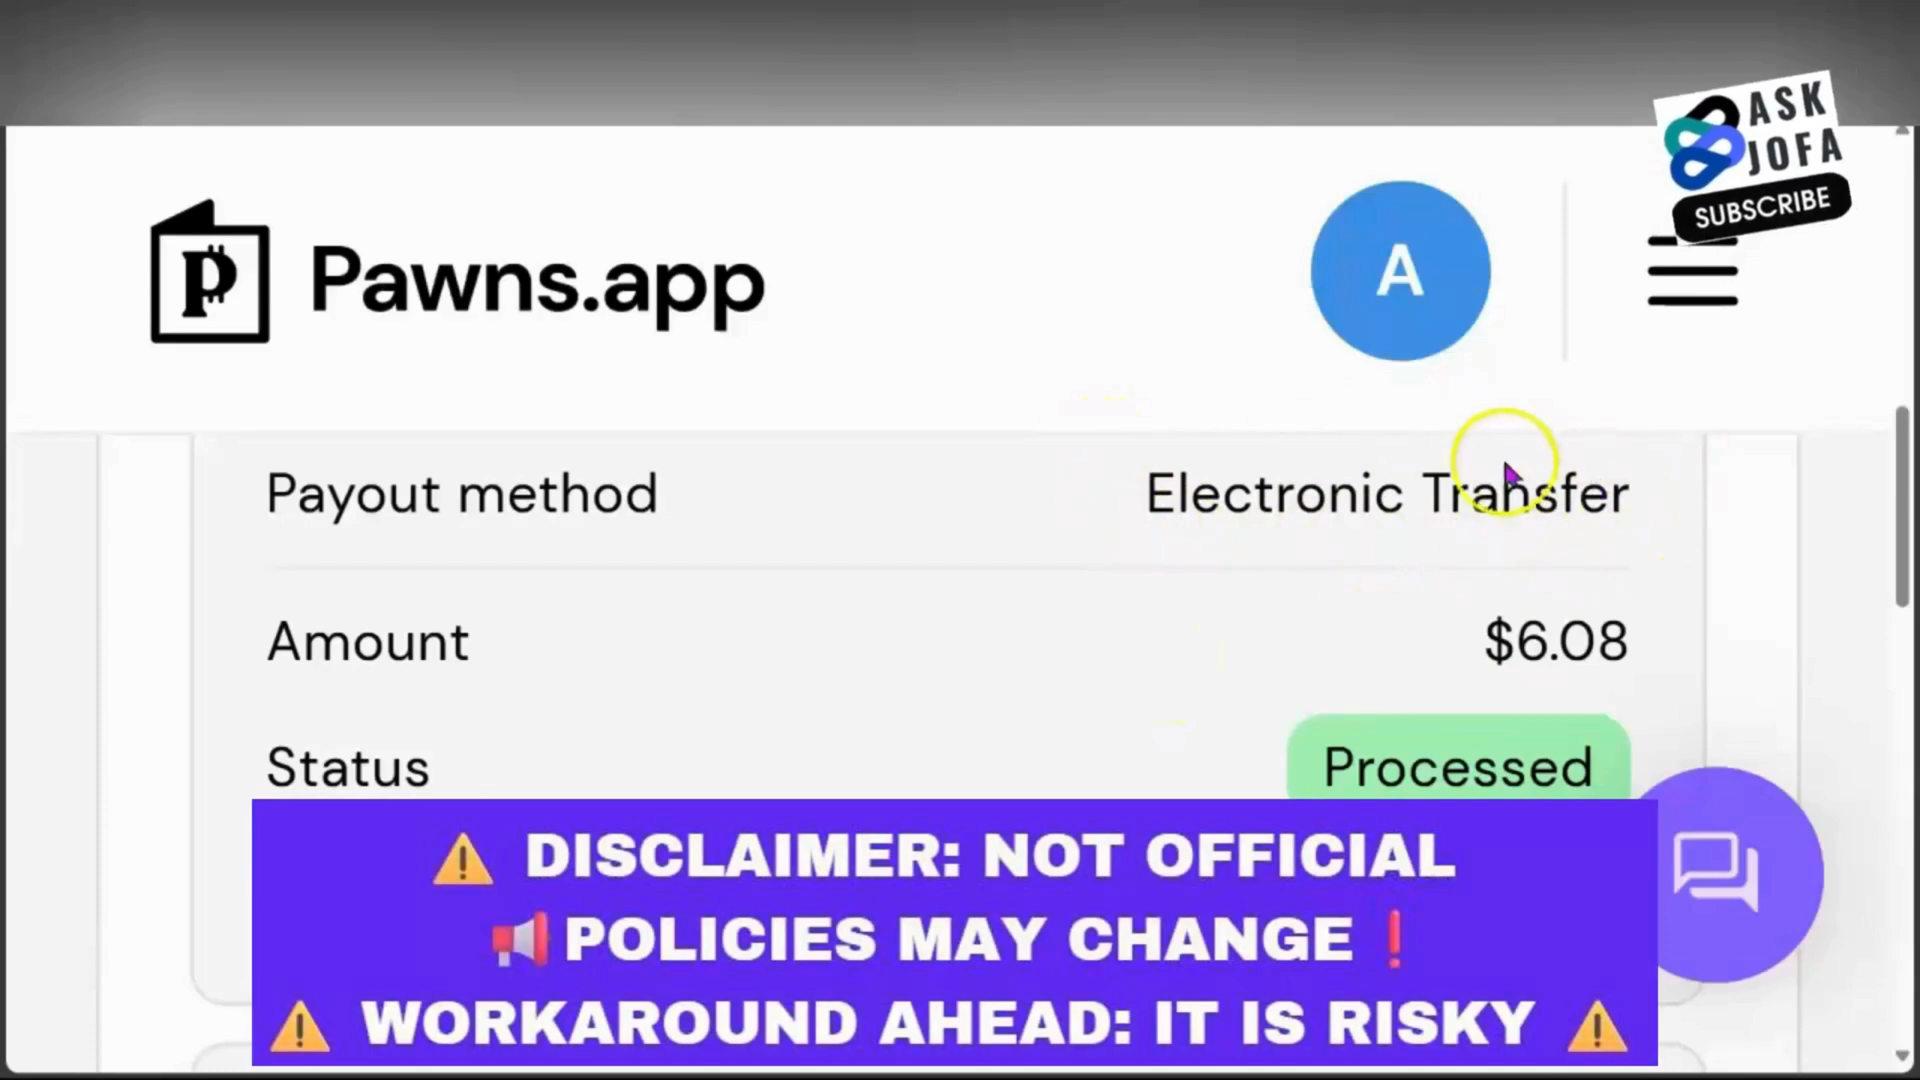 ASK
JOFA
SUBSCRIBE
Pawns.app
A
Payout method Electronic Transfer
Amount $6.08
Status Processed
⚠️ DISCLAIMER: NOT OFFICIAL
📢 POLICIES MAY CHANGE❗
⚠️ WORKAROUND AHEAD: IT IS RISKY ⚠️